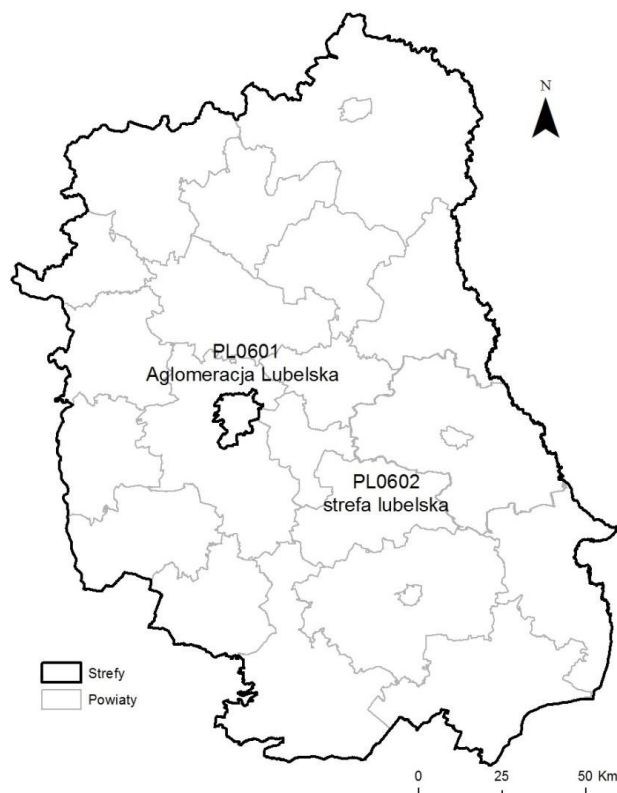 N
PL0601
Aglomeracja Lubelska
PL0602
strefa lubelska
Strefy
Powiaty
0 25 50 Km